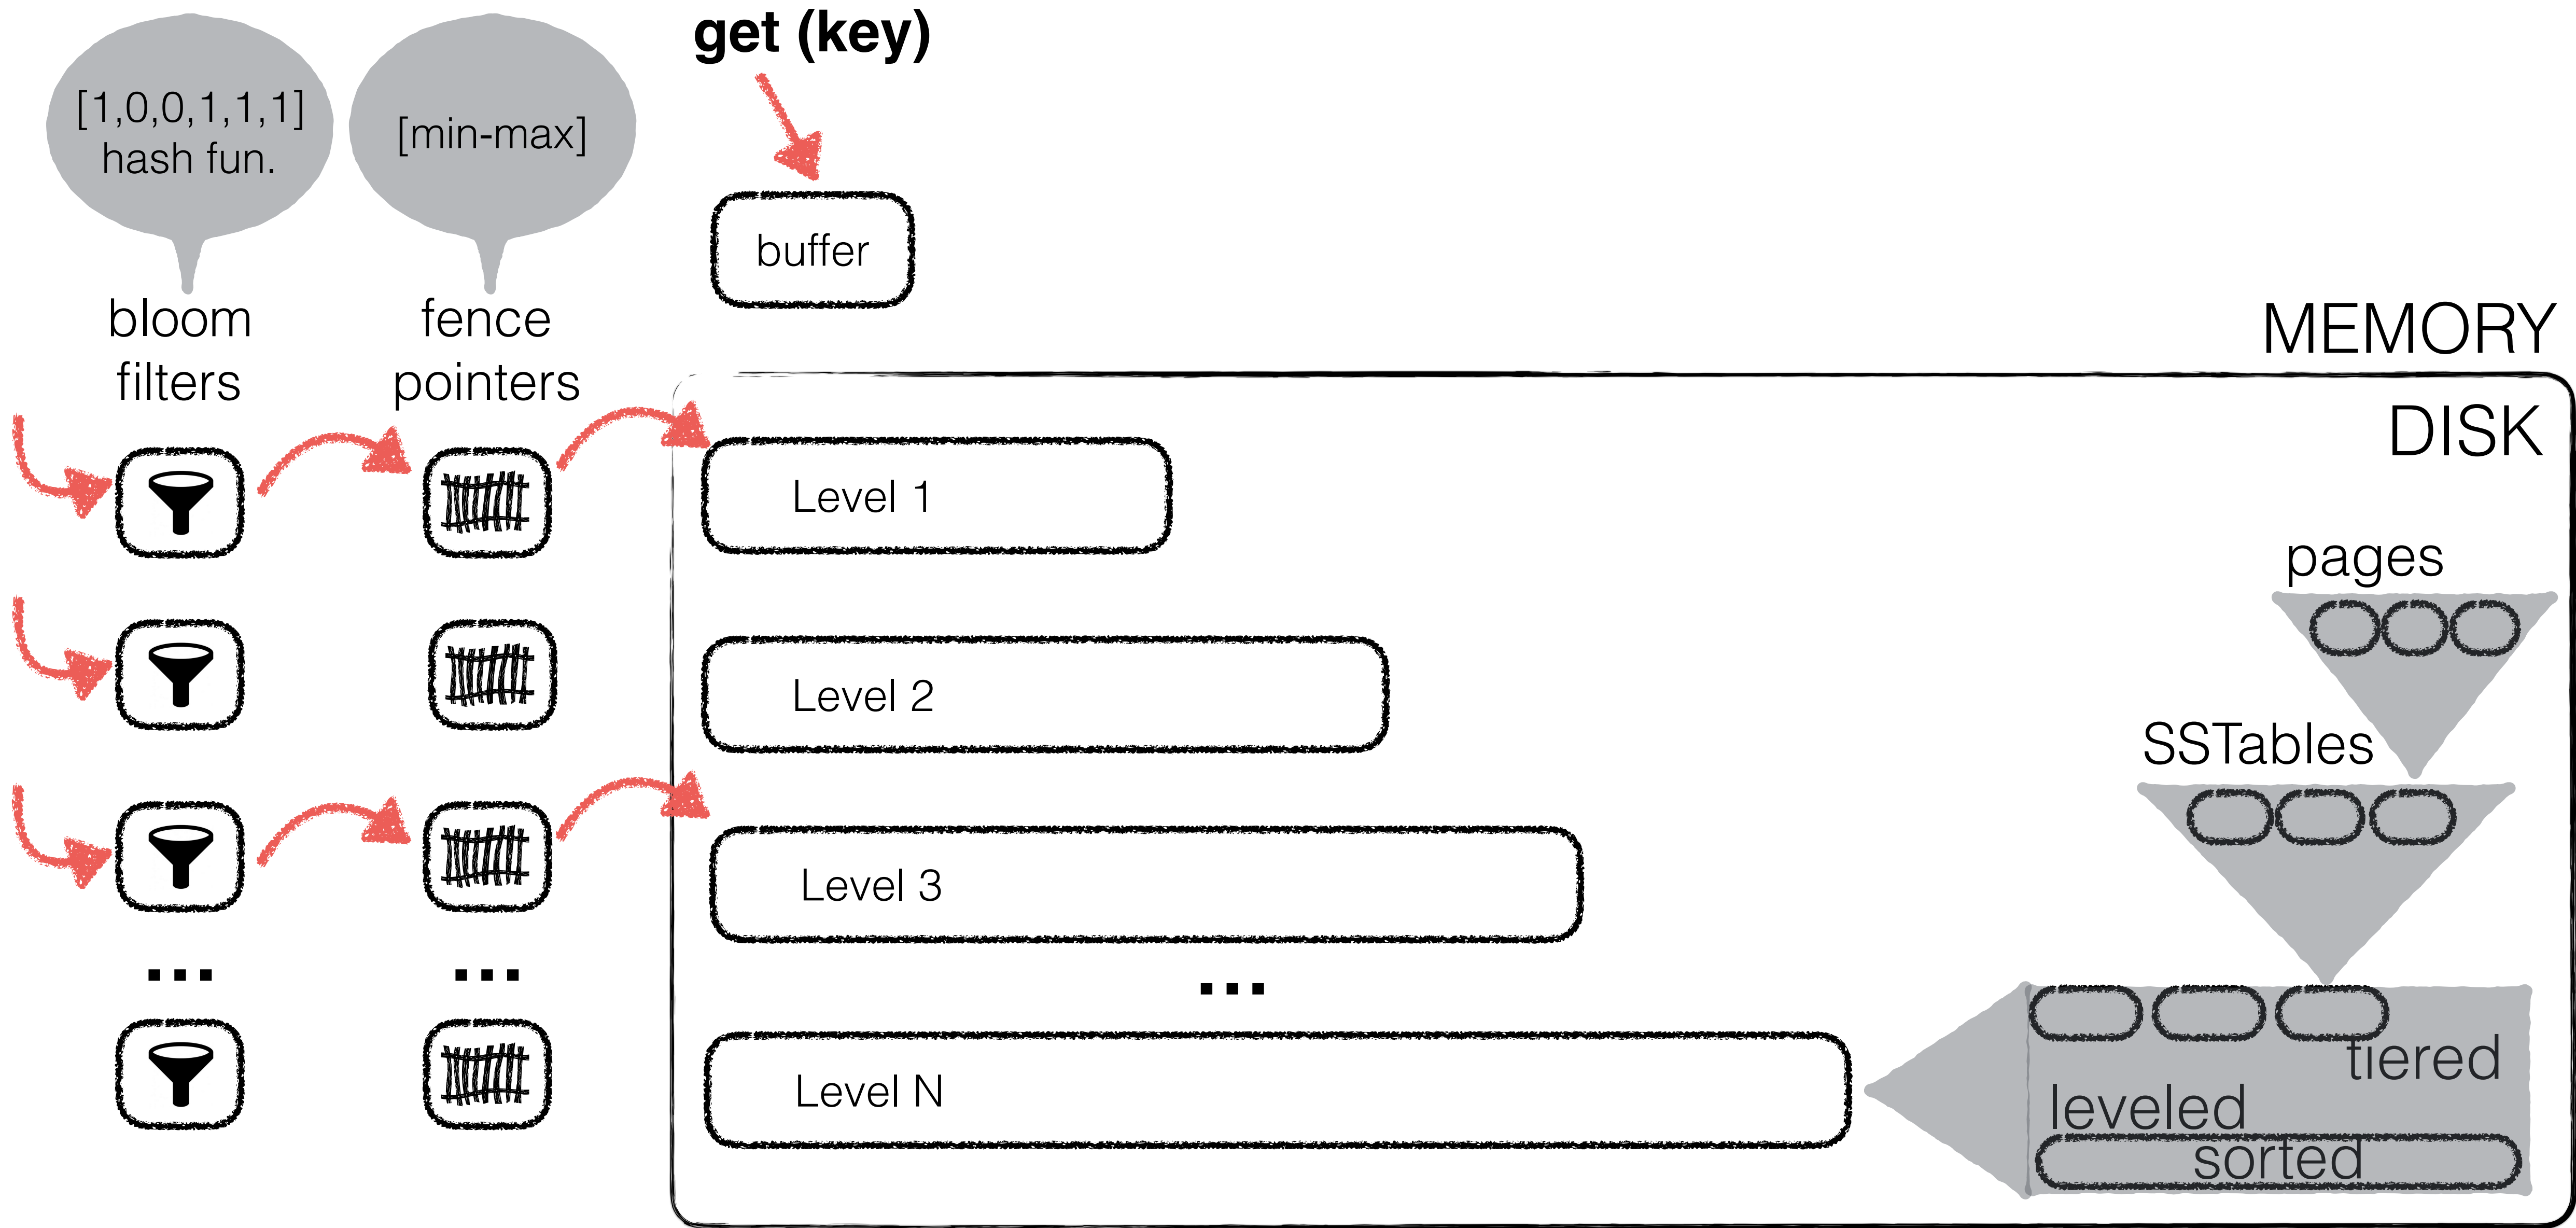 get (key)
[1,0,0,1,1,1]
hash fun.
[min-max]
buffer
bloom
filters
fence
pointers
MEMORY
DISK
Level 1
pages
Level 2
SSTables
Level 3
...
...
...
Level N
tiered
leveled
sorted